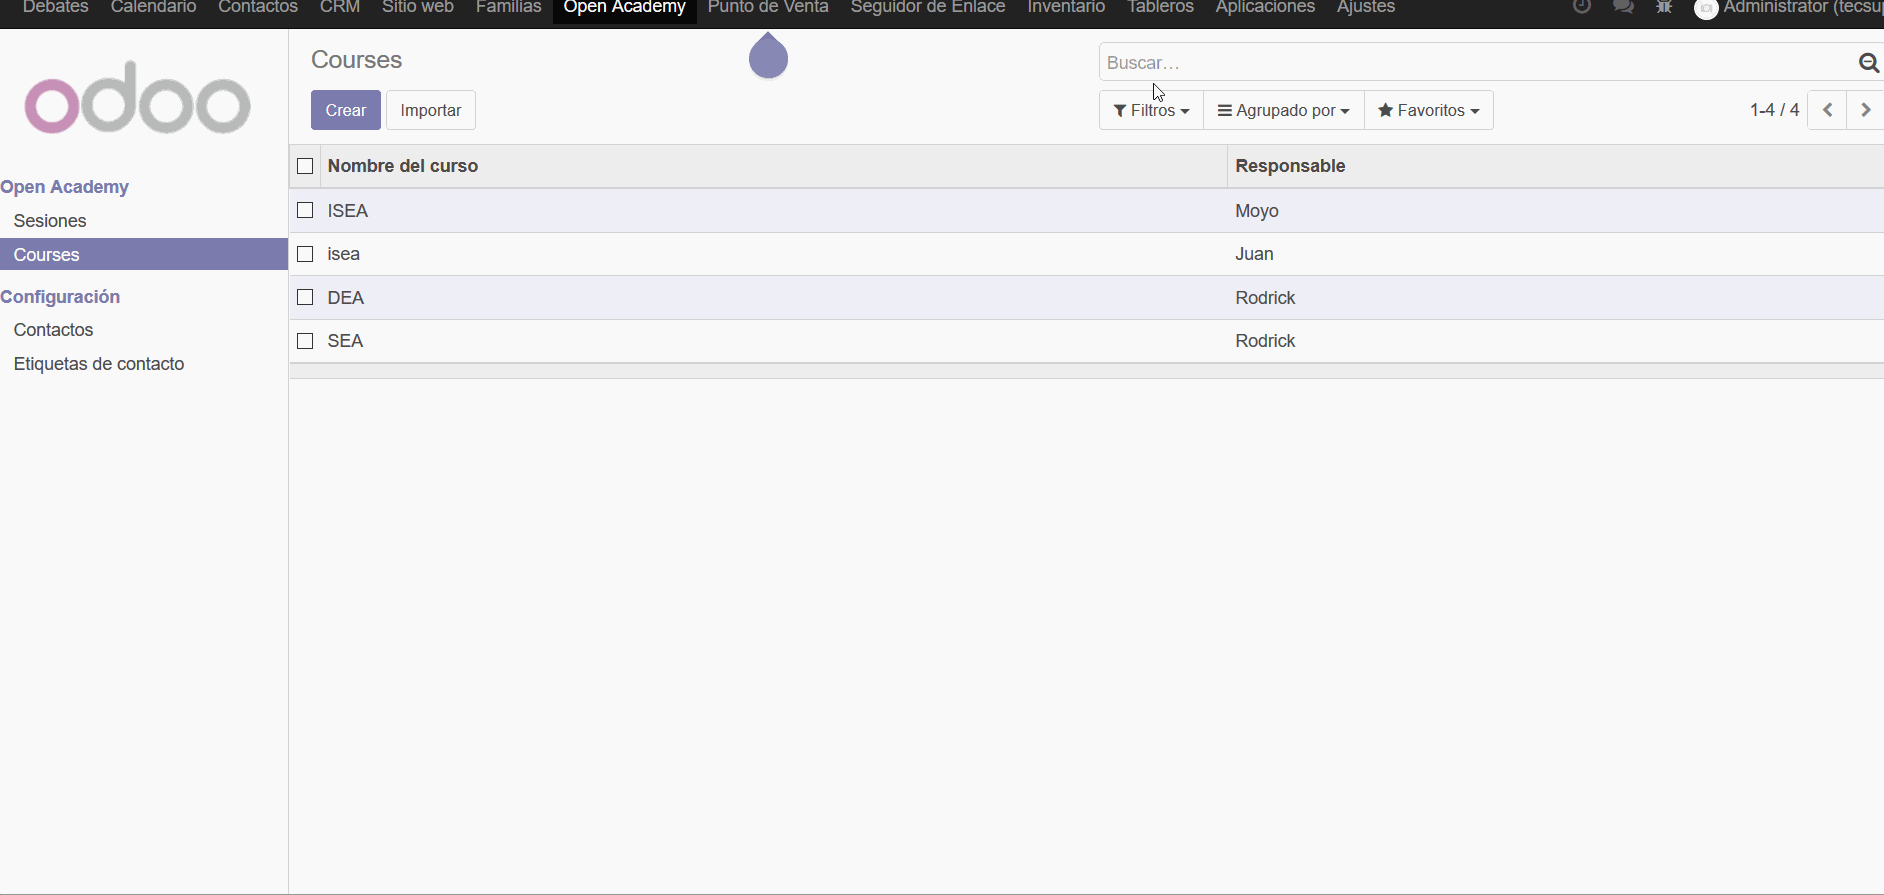 Debates Calendario Contactos CRM Sitio web Familias Open Academy Punto de Venta Seguidor de Enlace Inventario Tableros Aplicaciones Ajustes Administrator (tecsup
odoo
Courses
Buscar...
Crear Importar
Filtros Agrupado por Favoritos 1-4 / 4
Nombre del curso Responsable
Open Academy
Sesiones
Courses
Configuración
Contactos
Etiquetas de contacto
ISEA Moyo
isea Juan
DEA Rodrick
SEA Rodrick